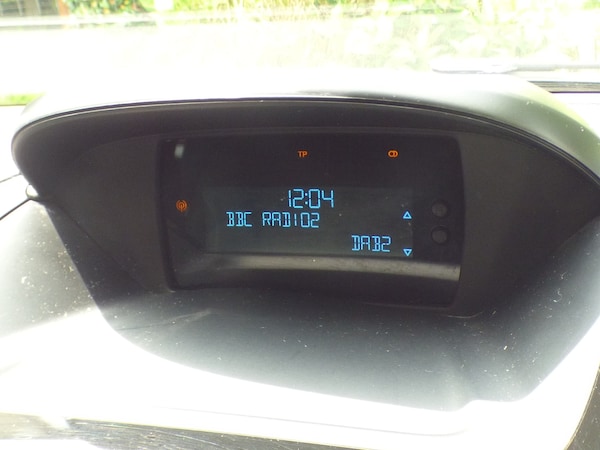 TP CD
12:04
BBC RADIO2
DAB2